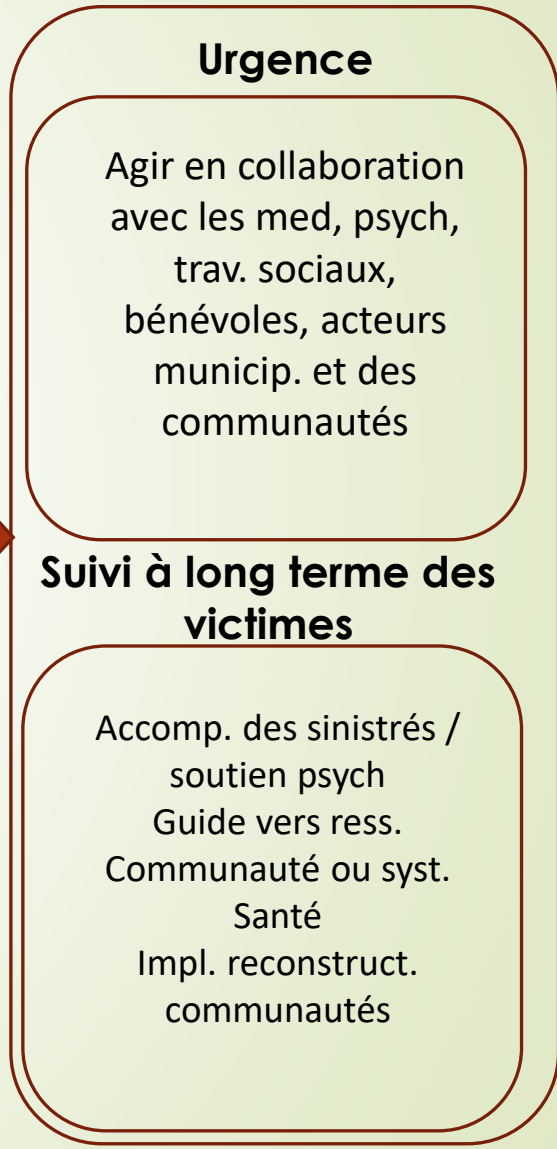 Urgence
Agir en collaboration
avec les med, psych,
trav. sociaux,
bénévoles, acteurs
municip. et des
communautés
Suivi à long terme des
victimes
Accomp. des sinistrés /
soutien psych
Guide vers ress.
Communauté ou syst.
Santé
Impl. reconstruct.
communautés